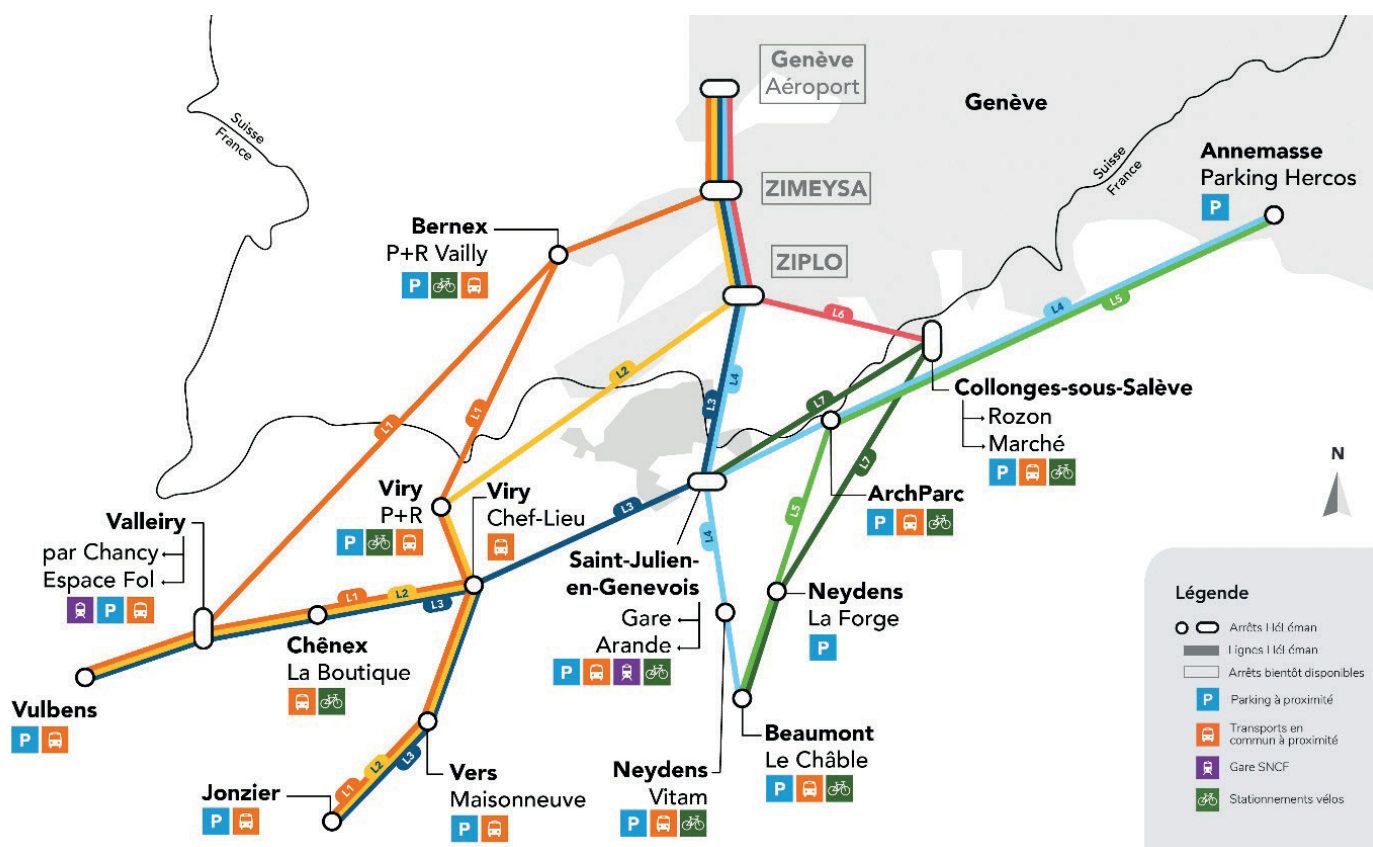 Genève
Aéroport
Genève
Suisse
France
Suisse
France
Annemasse
Parking Hercos
P
ZIMEYSA
Bernex
P+R Vailly
P
ZIPLO
L6
L4
L5
L2
L1
L1
L3
L4
L7
L7
Collonges-sous-Salève
Rozon
Marché
P
N
Viry
P+R
P
Viry
Chef-Lieu
L3
ArchParc
P
Valleiry
par Chancy
Espace Fol
P
L5
L4
Saint-Julien-
en-Genevois
Gare
Arande
P
Neydens
La Forge
P
L1
L2
L3
Chênex
La Boutique
Vulbens
P
Beaumont
Le Châble
P
Neydens
Vitam
P
Vers
Maisonneuve
P
L1
L2
L3
Jonzier
P
Légende
Arrêts Hél éman
Lignes Hél éman
Arrêts bientôt disponibles
P
Parking à proximité
Transports en
commun à proximité
Gare SNCF
Stationnements vélos